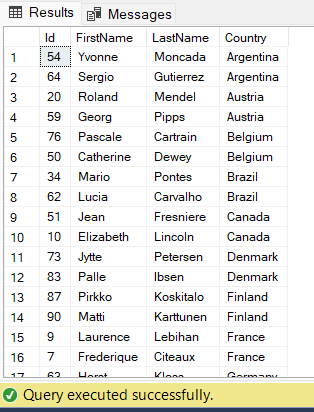 Results Messages
Id FirstName LastName Country
1 54 Yvonne Moncada Argentina
2 64 Sergio Gutierrez Argentina
3 20 Roland Mendel Austria
4 59 Georg Pipps Austria
5 76 Pascale Cartrain Belgium
6 50 Catherine Dewey Belgium
7 34 Mario Pontes Brazil
8 62 Lucia Carvalho Brazil
9 51 Jean Fresniere Canada
10 10 Elizabeth Lincoln Canada
11 73 Jytte Petersen Denmark
12 83 Palle Ibsen Denmark
13 87 Pirkko Koskitalo Finland
14 90 Matti Karttunen Finland
15 9 Laurence Lebihan France
16 7 Frederique Citeaux France
17 63 Horst Kloss Germany
Query executed successfully.